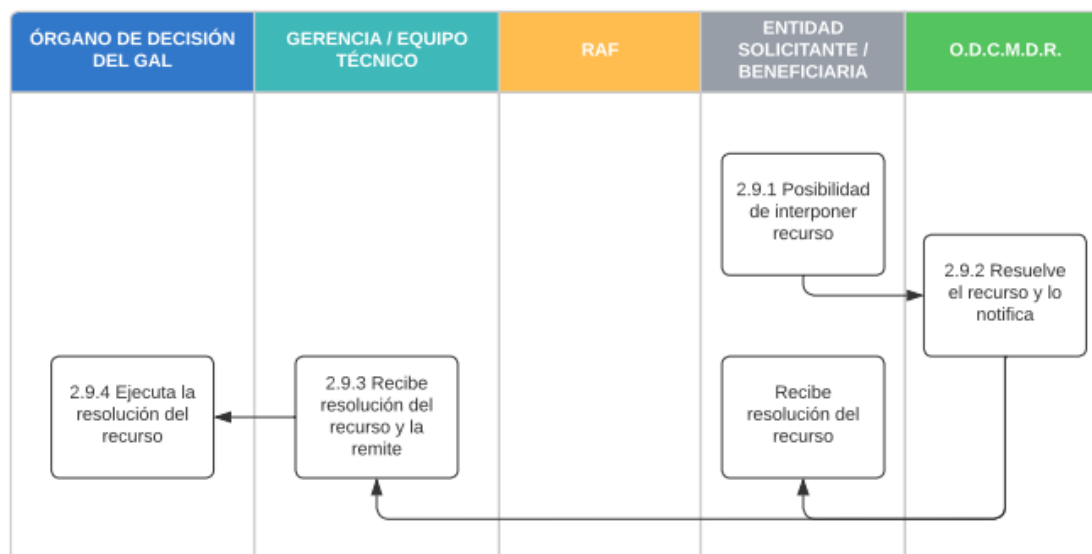 ÓRGANO DE DECISIÓN
DEL GAL
GERENCIA / EQUIPO
TÉCNICO
RAF
ENTIDAD
SOLICITANTE /
BENEFICIARIA
O.D.C.M.D.R.
2.9.1 Posibilidad
de interponer
recurso
2.9.2 Resuelve
el recurso y lo
notifica
2.9.4 Ejecuta la
resolución del
recurso
2.9.3 Recibe
resolución del
recurso y la
remite
Recibe
resolución del
recurso